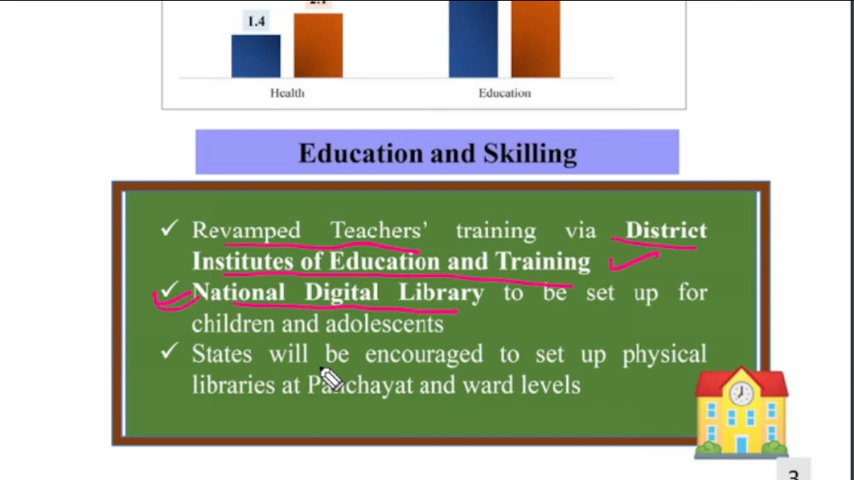 1.4
Health
Education
Education and Skilling
✓ Revamped Teachers' training via District
Institutes of Education and Training
✓ National Digital Library to be set up for
children and adolescents
✓ States will be encouraged to set up physical
libraries at Panchayat and ward levels